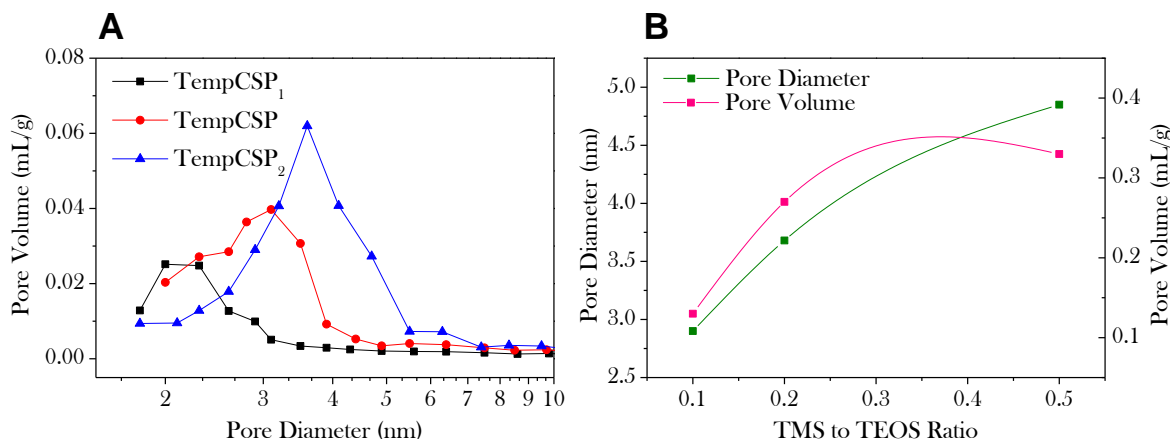 A
0.08
0.06
0.04
0.02
0.00
Pore Volume (mL/g)
TempCSP1
TempCSP
TempCSP2
2 3 4 5 6 7 8 9 10
Pore Diameter (nm)
B
5.0
4.5
4.0
3.5
3.0
2.5
Pore Diameter (nm)
Pore Diameter
Pore Volume
0.4
0.3
0.2
0.1
Pore Volume (mL/g)
0.1 0.2 0.3 0.4 0.5
TMS to TEOS Ratio